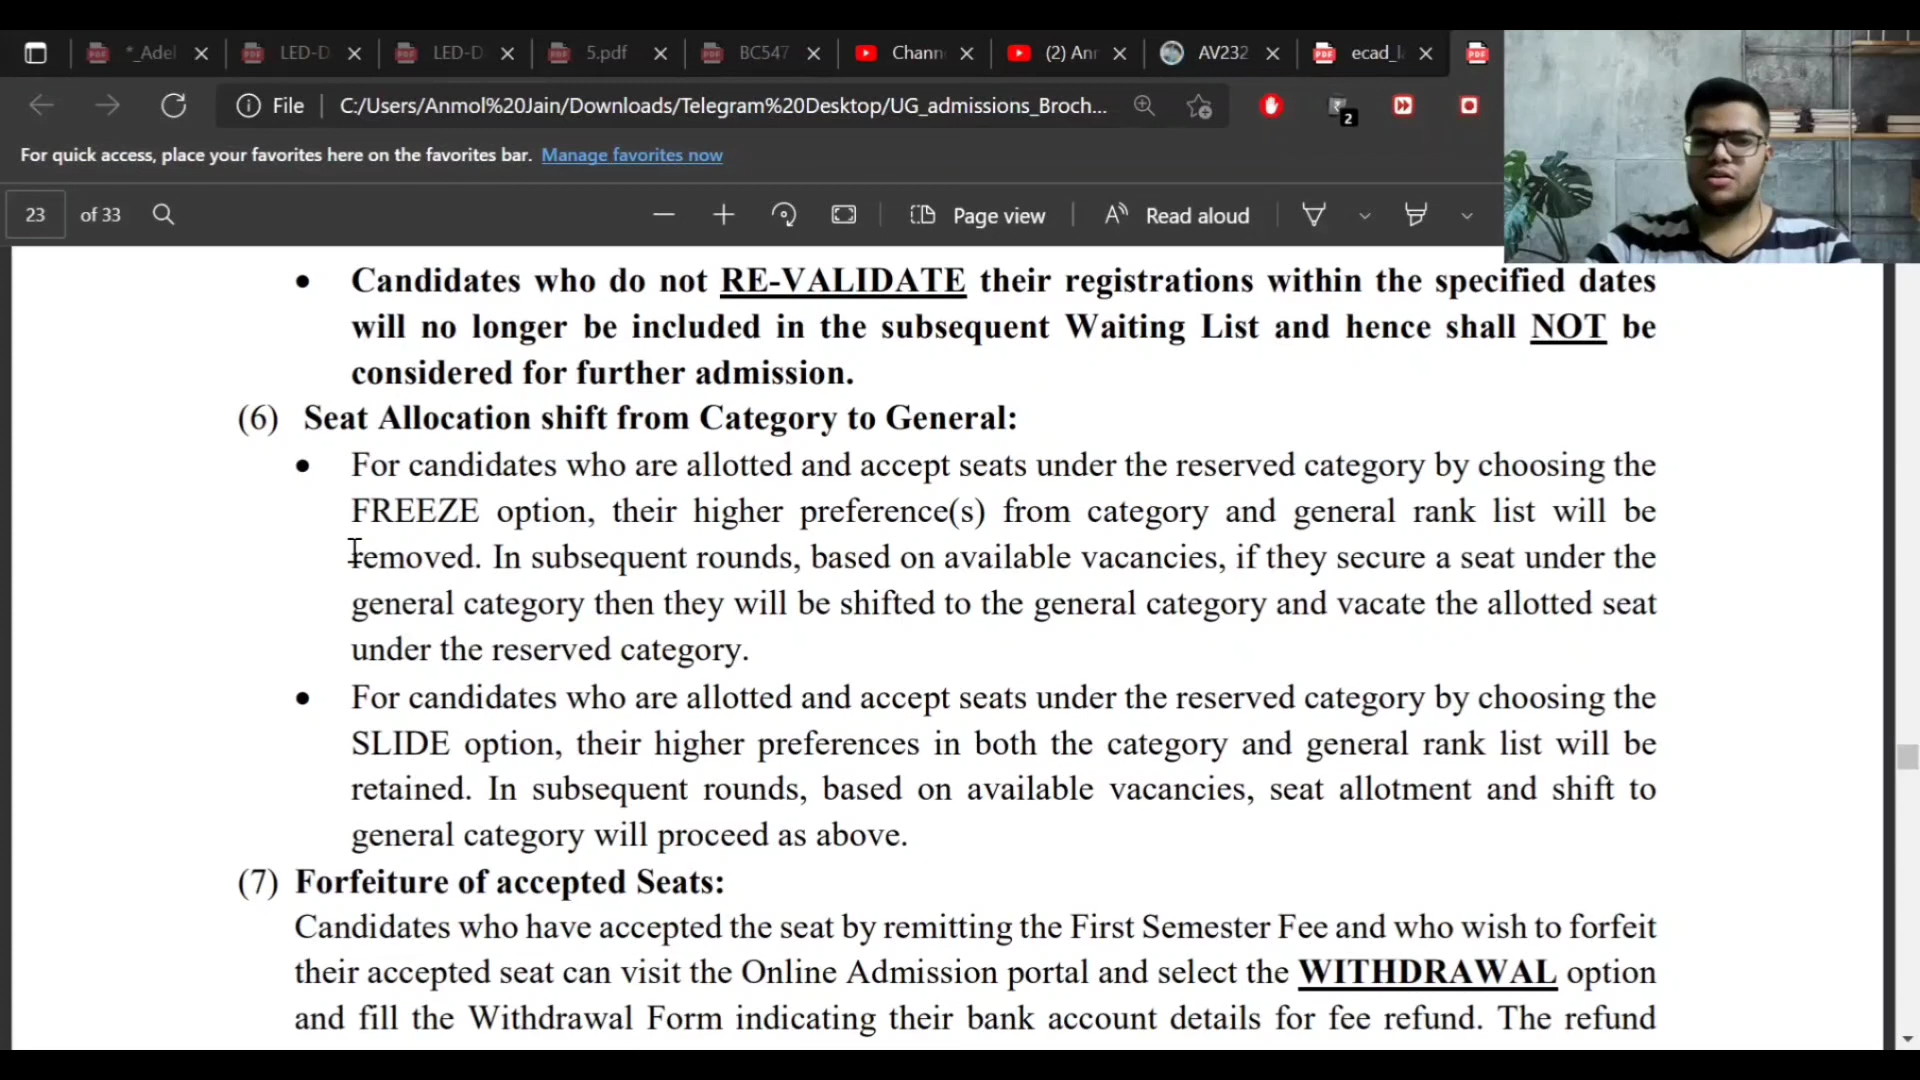 *_Adel
LED-D
LED-D
5.pdf
BC547
Chann
(2) Anr
AV232
ecad_l
File
C:/Users/Anmol%20Jain/Downloads/Telegram%20Desktop/UG_admissions_Broch...
2
For quick access, place your favorites here on the favorites bar. Manage favorites now
23 of 33
Page view
Read aloud
• Candidates who do not RE-VALIDATE their registrations within the specified dates
will no longer be included in the subsequent Waiting List and hence shall NOT be
considered for further admission.
(6) Seat Allocation shift from Category to General:
• For candidates who are allotted and accept seats under the reserved category by choosing the
FREEZE option, their higher preference(s) from category and general rank list will be
removed. In subsequent rounds, based on available vacancies, if they secure a seat under the
general category then they will be shifted to the general category and vacate the allotted seat
under the reserved category.
• For candidates who are allotted and accept seats under the reserved category by choosing the
SLIDE option, their higher preferences in both the category and general rank list will be
retained. In subsequent rounds, based on available vacancies, seat allotment and shift to
general category will proceed as above.
(7) Forfeiture of accepted Seats:
Candidates who have accepted the seat by remitting the First Semester Fee and who wish to forfeit
their accepted seat can visit the Online Admission portal and select the WITHDRAWAL option
and fill the Withdrawal Form indicating their bank account details for fee refund. The refund